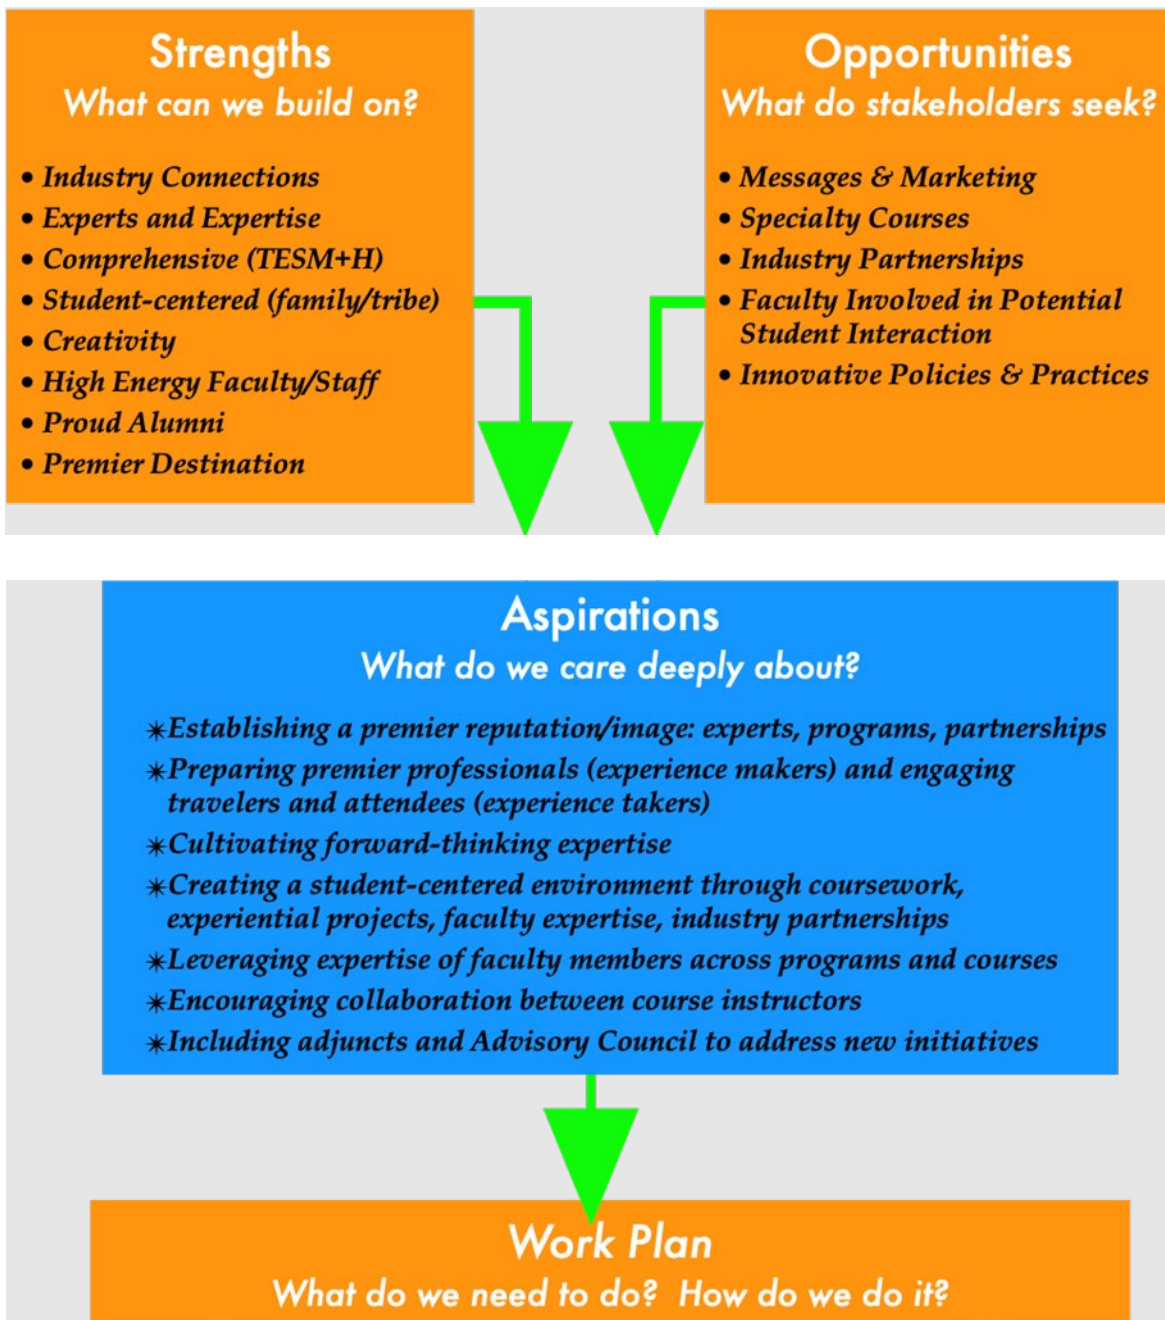 Strengths
What can we build on?
• Industry Connections
• Experts and Expertise
• Comprehensive (TESM+H)
• Student-centered (family/tribe)
• Creativity
• High Energy Faculty/Staff
• Proud Alumni
• Premier Destination
Opportunities
What do stakeholders seek?
• Messages & Marketing
• Specialty Courses
• Industry Partnerships
• Faculty Involved in Potential
Student Interaction
• Innovative Policies & Practices
Aspirations
What do we care deeply about?
✴Establishing a premier reputation/image: experts, programs, partnerships
✴Preparing premier professionals (experience makers) and engaging
travelers and attendees (experience takers)
✴Cultivating forward-thinking expertise
✴Creating a student-centered environment through coursework,
experiential projects, faculty expertise, industry partnerships
✴Leveraging expertise of faculty members across programs and courses
✴Encouraging collaboration between course instructors
✴Including adjuncts and Advisory Council to address new initiatives
Work Plan
What do we need to do? How do we do it?